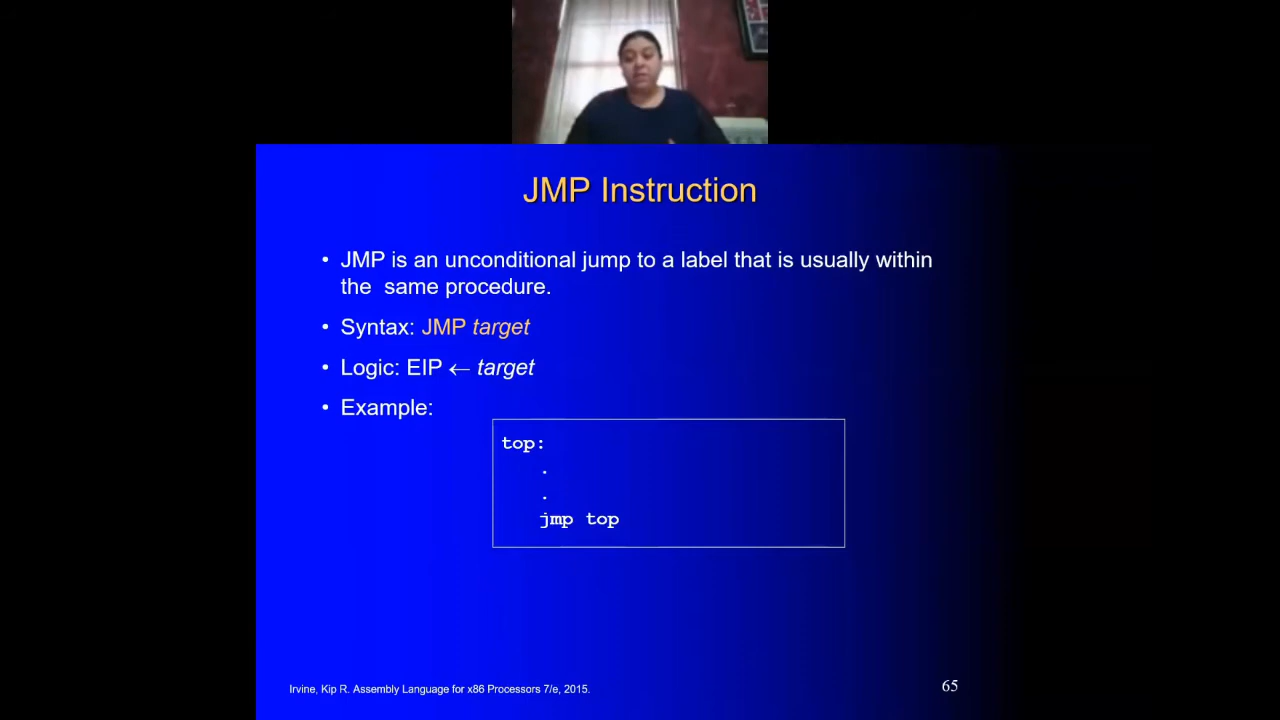 JMP Instruction
• JMP is an unconditional jump to a label that is usually within
the same procedure.
• Syntax: JMP target
• Logic: EIP ← target
• Example:
top:
.
.
jmp top
Irvine, Kip R. Assembly Language for x86 Processors 7/e, 2015.
65